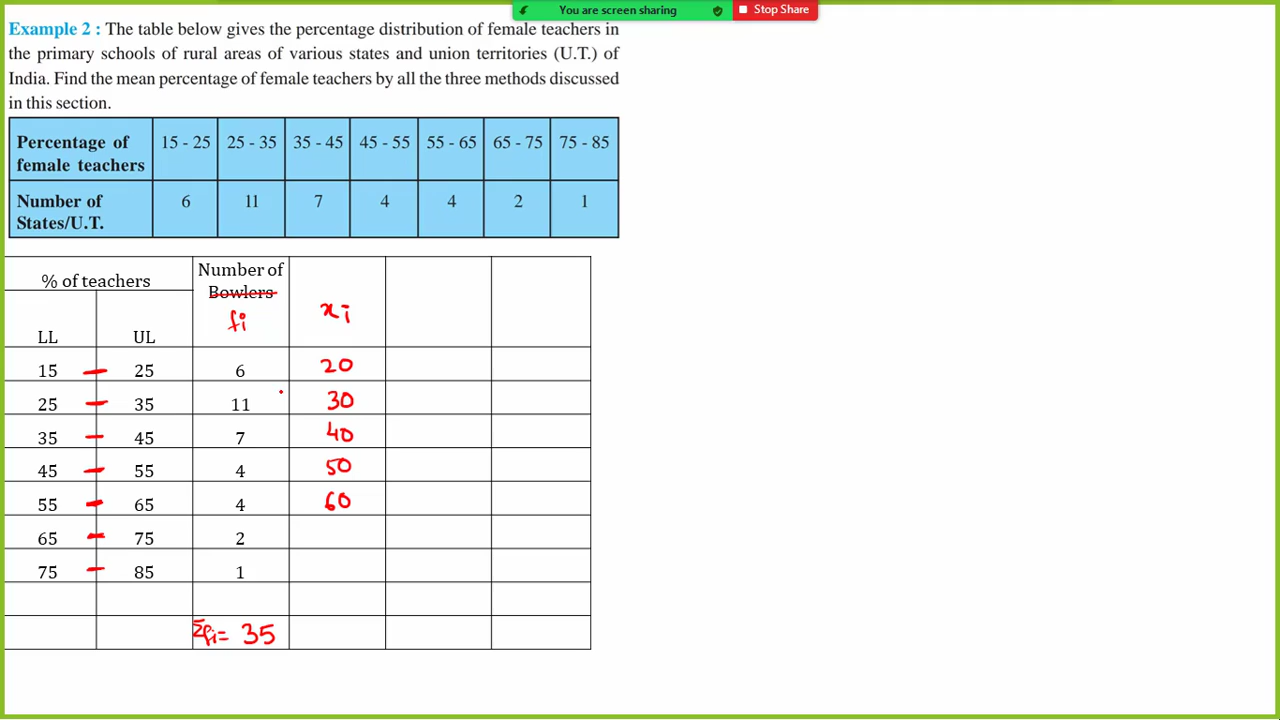 You are screen sharing
Stop Share
Example 2 : The table below gives the percentage distribution of female teachers in
the primary schools of rural areas of various states and union territories (U.T.) of
India. Find the mean percentage of female teachers by all the three methods discussed
in this section.
Percentage of female teachers 15 - 25 25 - 35 35 - 45 45 - 55 55 - 65 65 - 75 75 - 85
Number of States/U.T. 6 11 7 4 4 2 1
% of teachers Number of
Bowlers
fi xi
LL UL
15 – 25 6 20
25 – 35 11 30
35 – 45 7 40
45 – 55 4 50
55 – 65 4 60
65 – 75 2
75 – 85 1
Σfi = 35